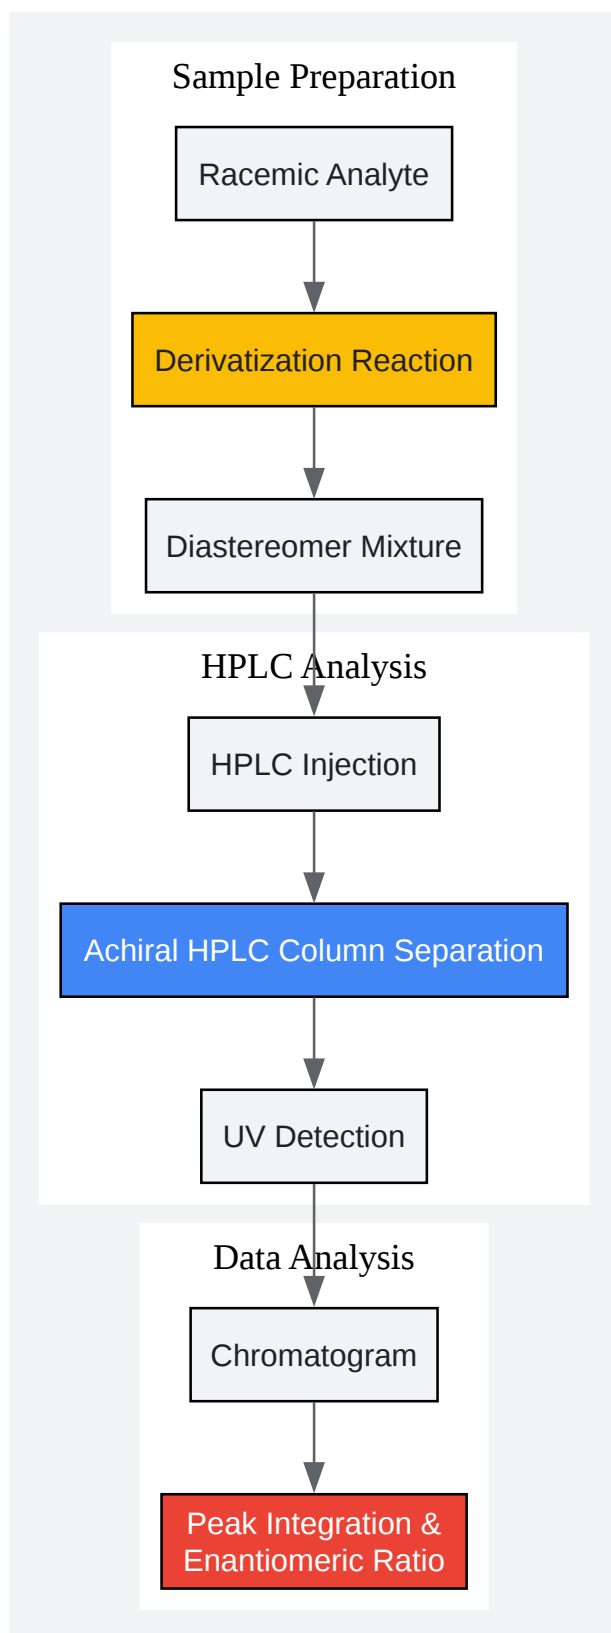 Sample Preparation
Racemic Analyte
Derivatization Reaction
Diastereomer Mixture
HPLC Analysis
HPLC Injection
Achiral HPLC Column Separation
UV Detection
Data Analysis
Chromatogram
Peak Integration &
Enantiomeric Ratio